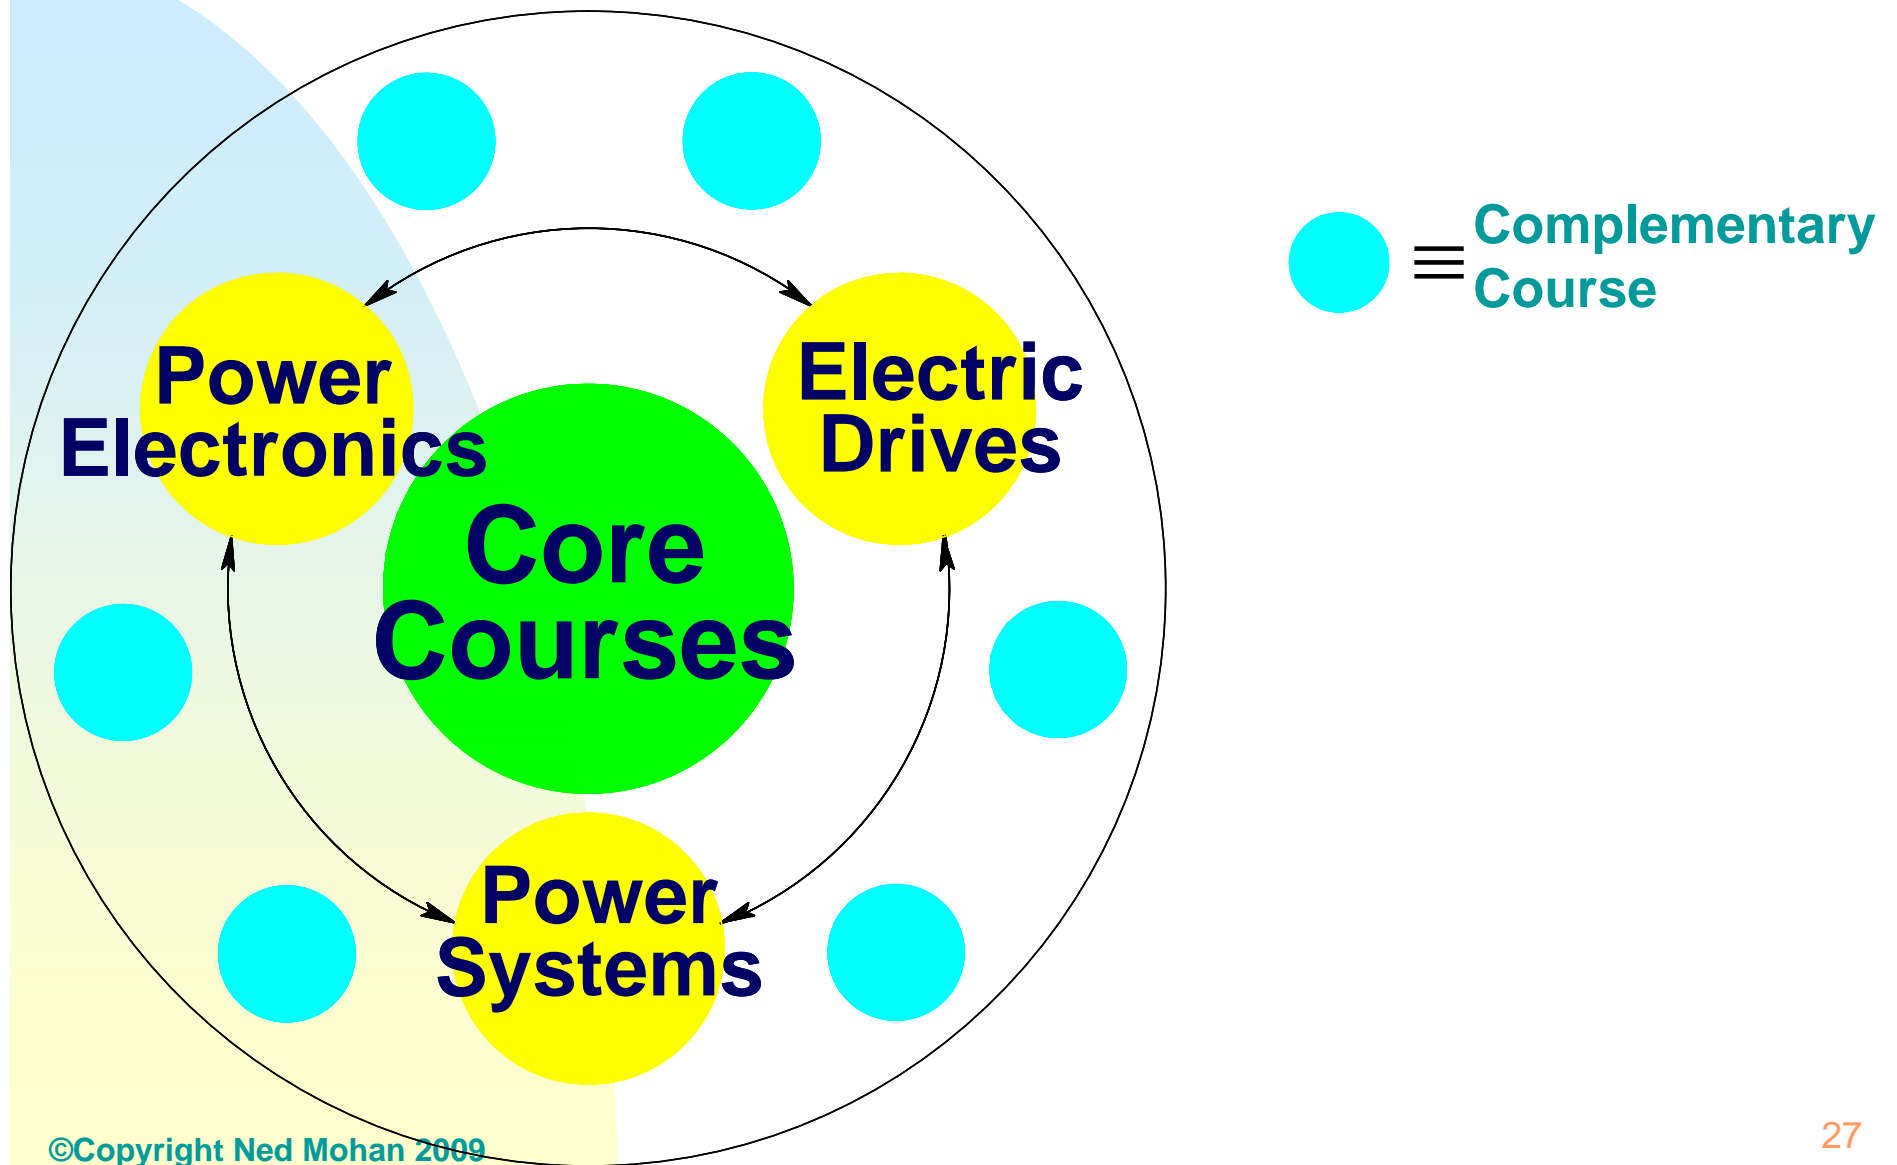 Complementary
≡
Course
Power
Electronics
Electric
Drives
Core
Courses
Power
Systems
©Copyright Ned Mohan 2009
27